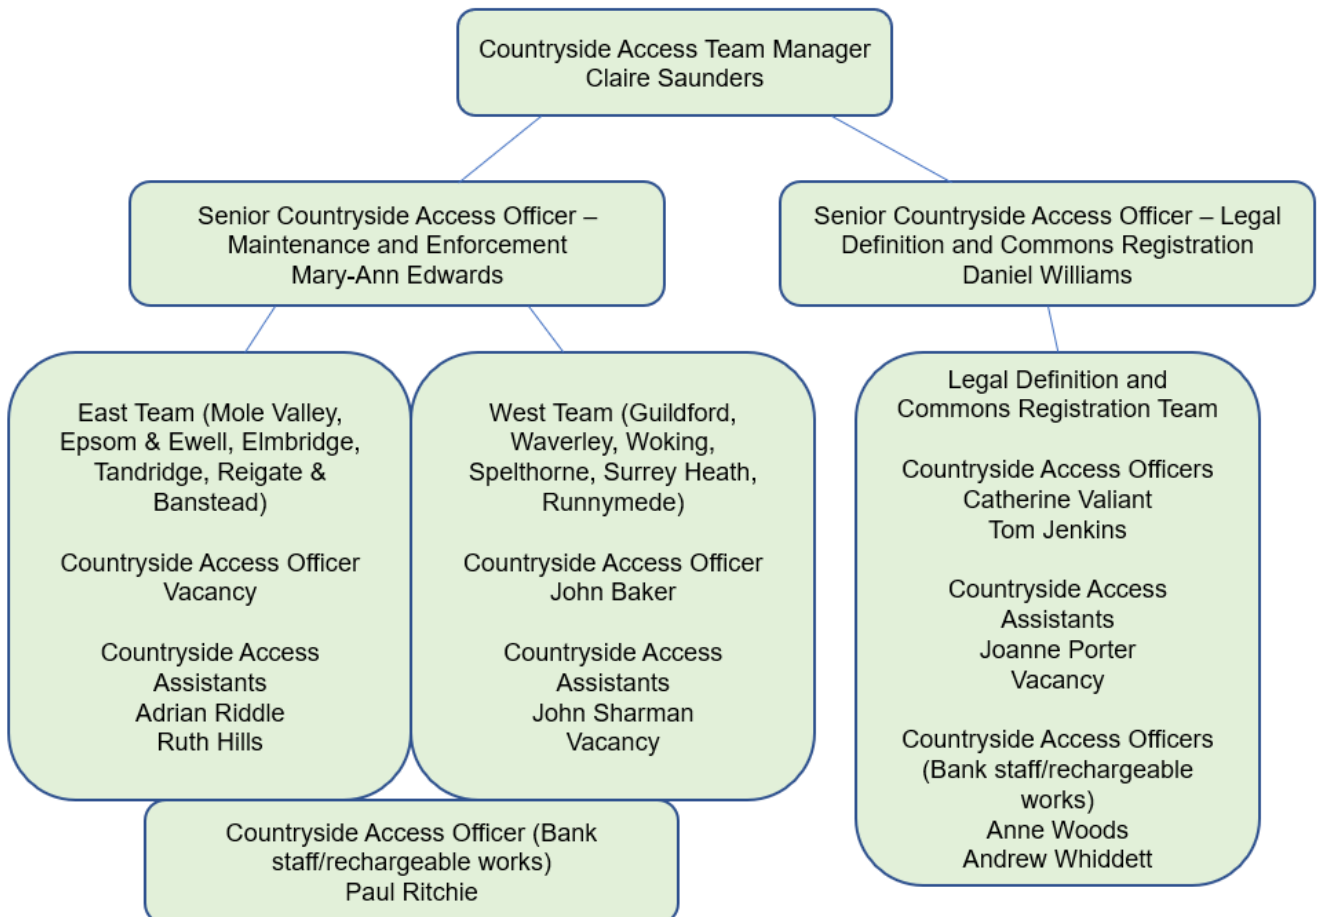 Countryside Access Team Manager
Claire Saunders
Senior Countryside Access Officer –
Maintenance and Enforcement
Mary-Ann Edwards
Senior Countryside Access Officer – Legal
Definition and Commons Registration
Daniel Williams
East Team (Mole Valley,
Epsom & Ewell, Elmbridge,
Tandridge, Reigate &
Banstead)
Countryside Access Officer
Vacancy
Countryside Access
Assistants
Adrian Riddle
Ruth Hills
West Team (Guildford,
Waverley, Woking,
Spelthorne, Surrey Heath,
Runnymede)
Countryside Access Officer
John Baker
Countryside Access
Assistants
John Sharman
Vacancy
Legal Definition and
Commons Registration Team
Countryside Access Officers
Catherine Valiant
Tom Jenkins
Countryside Access
Assistants
Joanne Porter
Vacancy
Countryside Access Officers
(Bank staff/rechargeable
works)
Anne Woods
Andrew Whiddett
Countryside Access Officer (Bank
staff/rechargeable works)
Paul Ritchie